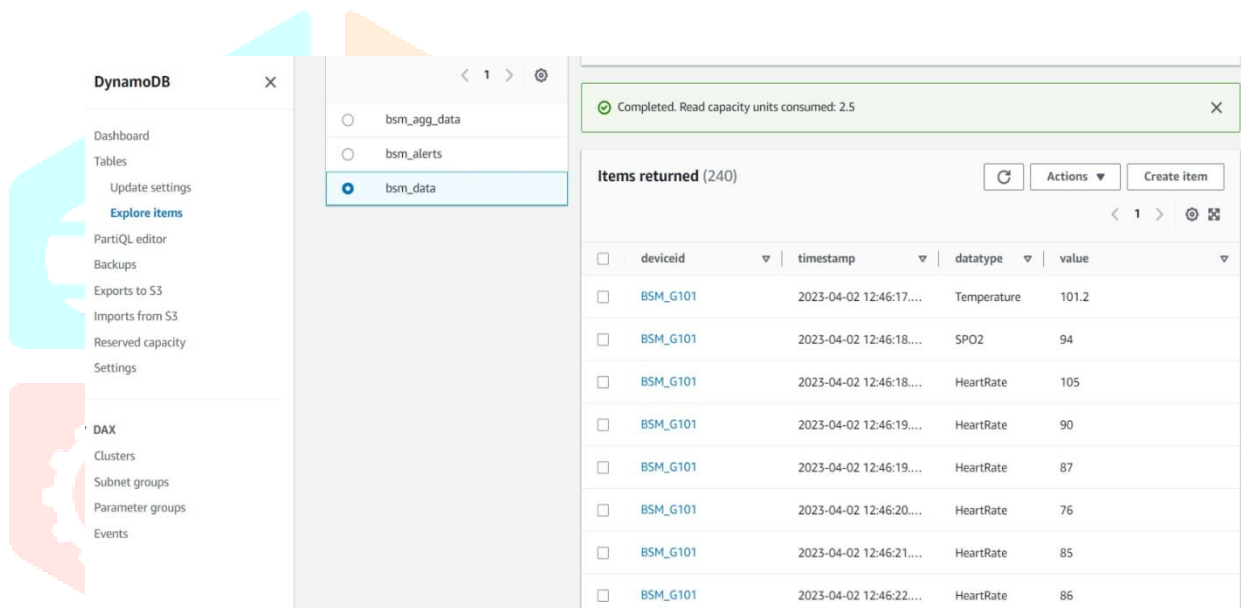 DynamoDB
Dashboard
Tables
Update settings
Explore items
PartiQL editor
Backups
Exports to S3
Imports from S3
Reserved capacity
Settings
DAX
Clusters
Subnet groups
Parameter groups
Events
1
bsm_agg_data
bsm_alerts
bsm_data
Completed. Read capacity units consumed: 2.5
Items returned (240)
Actions
Create item
1
deviceid timestamp datatype value
BSM_G101 2023-04-02 12:46:17.... Temperature 101.2
BSM_G101 2023-04-02 12:46:18.... SPO2 94
BSM_G101 2023-04-02 12:46:18.... HeartRate 105
BSM_G101 2023-04-02 12:46:19.... HeartRate 90
BSM_G101 2023-04-02 12:46:19.... HeartRate 87
BSM_G101 2023-04-02 12:46:20.... HeartRate 76
BSM_G101 2023-04-02 12:46:21.... HeartRate 85
BSM_G101 2023-04-02 12:46:22.... HeartRate 86